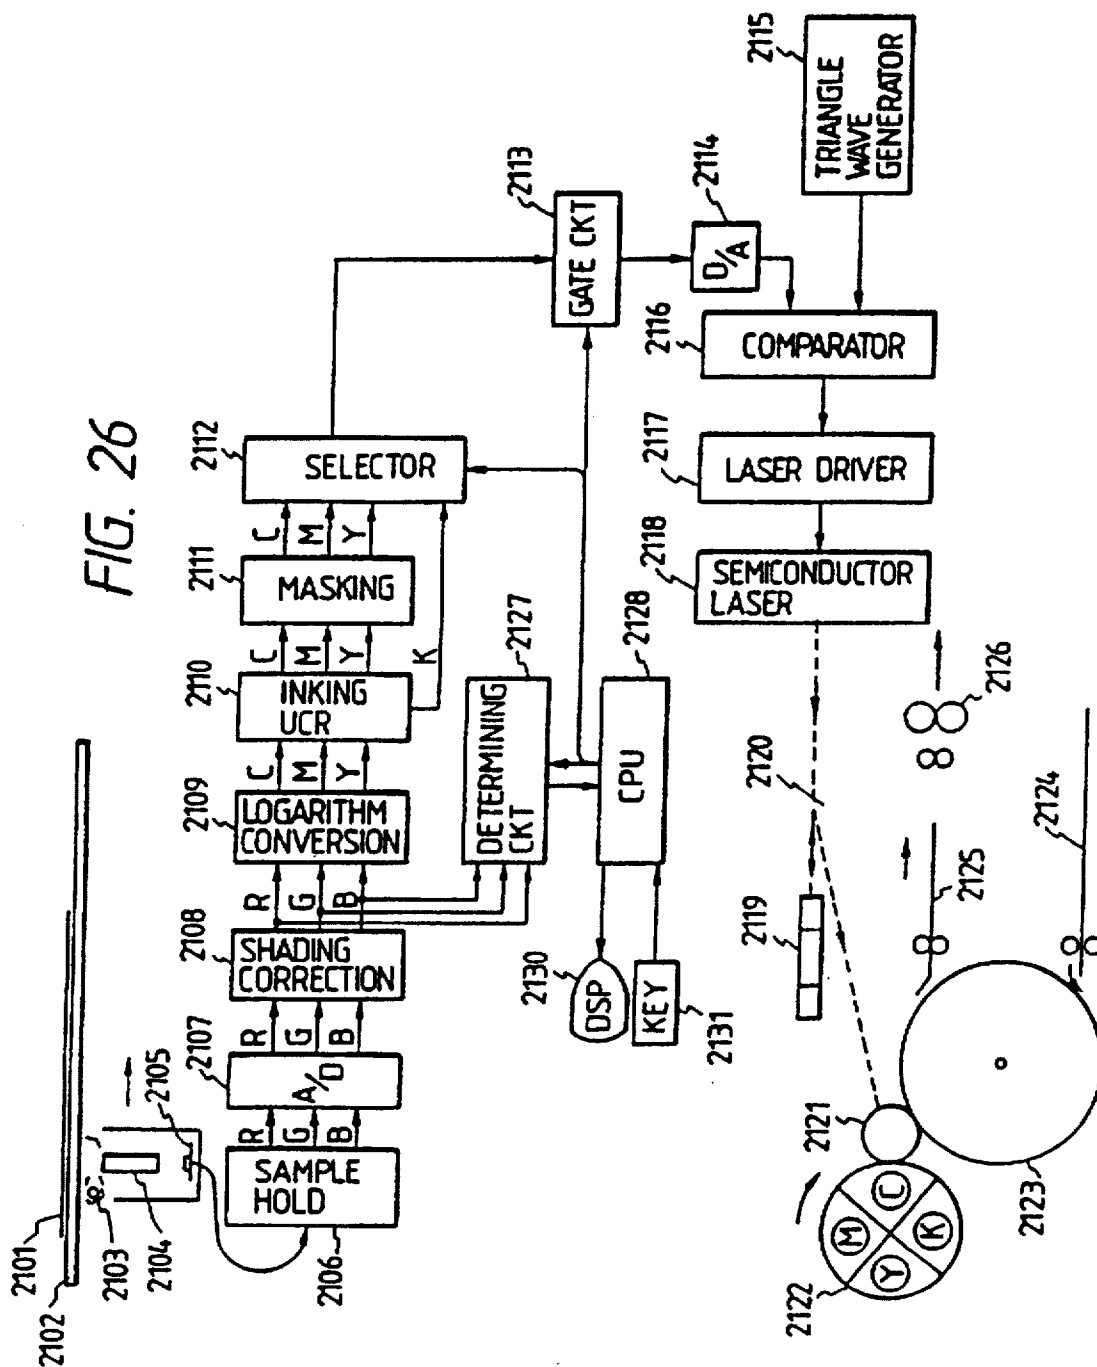 FIG. 26
2101
2102
2103
2104
2105
2106
SAMPLE
HOLD
R
G
B
2107
A/D
R
G
B
2108
SHADING
CORRECTION
R
G
B
2109
LOGARITHM
CONVERSION
C
M
Y
2110
INKING
UCR
C
M
Y
K
2111
MASKING
C
M
Y
2112
SELECTOR
2113
GATE CKT
2114
D/A
2115
TRIANGLE
WAVE
GENERATOR
2116
COMPARATOR
2117
LASER DRIVER
2118
SEMICONDUCTOR
LASER
2127
DETERMINING
CKT
2128
CPU
2130
DSP
KEY
2131
2119
2120
2121
2122
M
C
Y
K
2123
2124
2125
2126